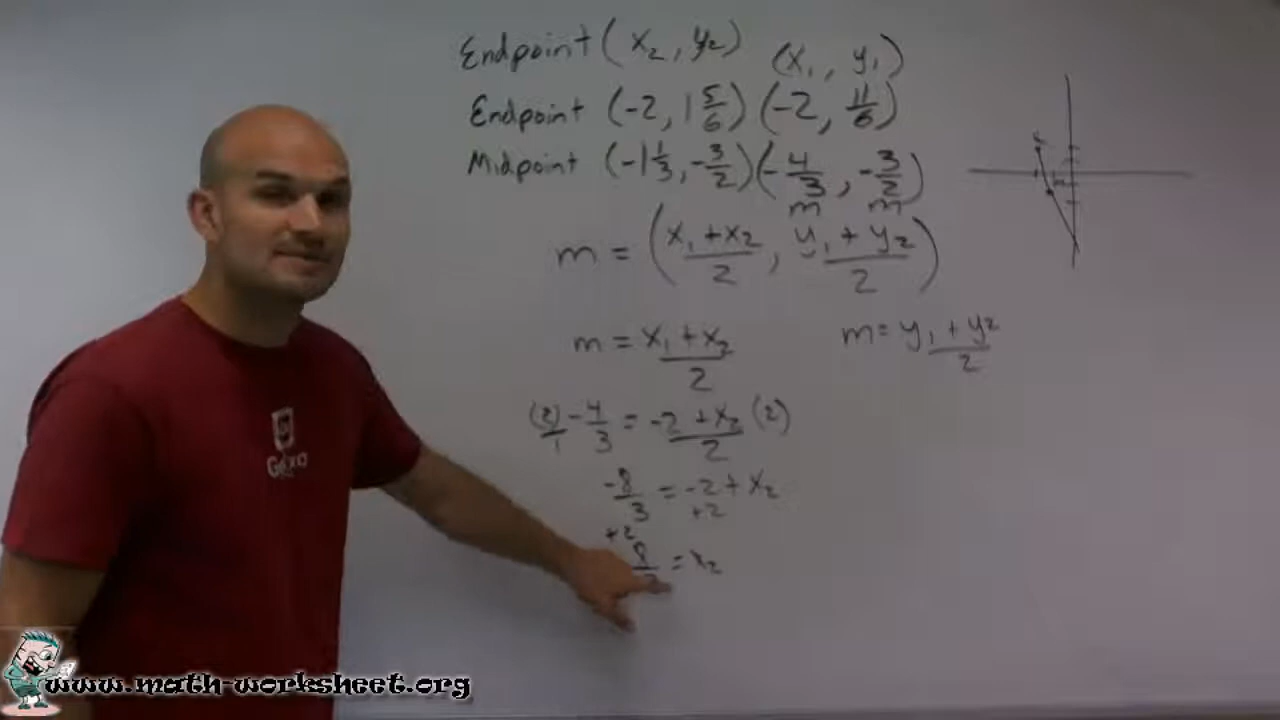 Endpoint (x₂, y₂) (x₁, y₁)
Endpoint (-2, 1 5/6) (-2, 11/6)
Midpoint (-1 1/3, -3/2) (-4/3, -3/2)
m m
m = (x₁ + x₂/2, y₁ + y₂/2)
m = x₁ + x₂/2 m = y₁ + y₂/2
(2)/1 -4/3 = -2 + x₂/2 (2)
-8/3 = -2 + x₂
+2 +2
8/ = x₂
www.math-worksheet.org